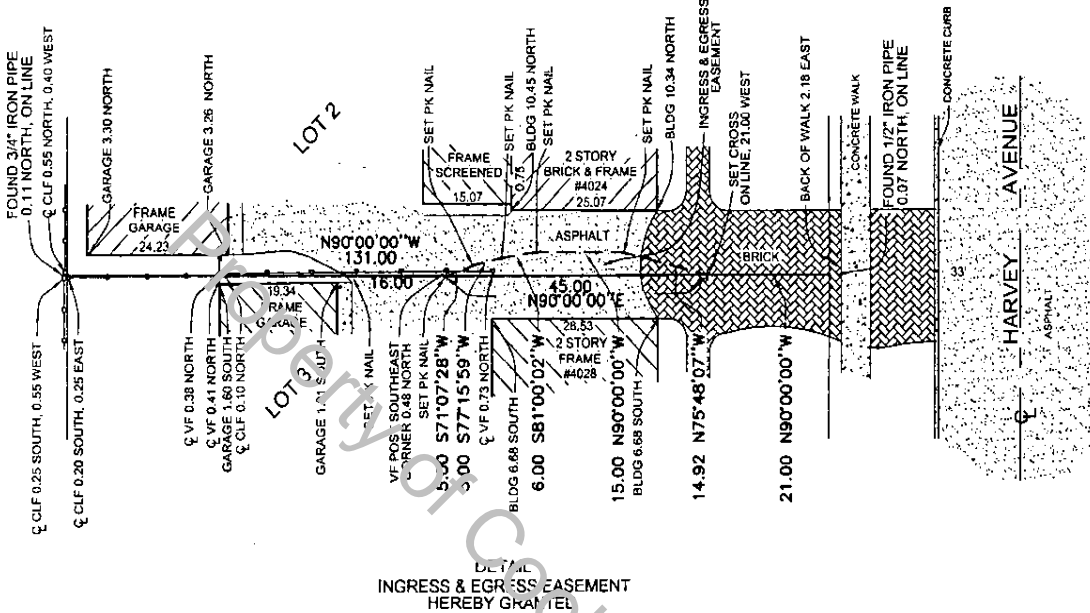 FOUND 3/4" IRON PIPE
0.11 NORTH, ON LINE
℄ CLF 0.55 NORTH, 0.40 WEST
GARAGE 3.30 NORTH
GARAGE 3.26 NORTH
LOT 2
SET PK NAIL
SET PK NAIL
BLDG 10.45 NORTH
SET PK NAIL
SET PK NAIL
BLDG 10.34 NORTH
INGRESS & EGRESS
EASEMENT
SET CROSS
ON LINE, 21.00 WEST
BACK OF WALK 2.18 EAST
CONCRETE WALK
FOUND 1/2" IRON PIPE
0.07 NORTH, ON LINE
CONCRETE CURB
FRAME
GARAGE
24.23
FRAME
SCREENED
15.07
0.75
2 STORY
BRICK & FRAME
#4024
25.07
ASPHALT
N90°00'00"W
131.00
16.00
45.00
N90°00'00"E
BRICK
33'
HARVEY AVENUE
ASPHALT
℄
19.34
FRAME
GARAGE
28.53
2 STORY
FRAME
#4028
LOT 3
℄ CLF 0.25 SOUTH, 0.55 WEST
℄ CLF 0.20 SOUTH, 0.25 EAST
℄ VF 0.38 NORTH
℄ VF 0.41 NORTH
GARAGE 1.60 SOUTH
℄ CLF 0.10 NORTH
GARAGE SOUTH
SET PK NAIL
VF POST SOUTHEAST
CORNER 0.48 NORTH
SET PK NAIL
5.00 S71°07'28"W
S77°15'59"W
℄ VF 0.73 NORTH
BLDG 6.68 SOUTH
6.00 S81°00'02"W
15.00 N90°00'00"W
BLDG 6.68 SOUTH
14.92 N75°48'07"W
21.00 N90°00'00"W
DETAIL
INGRESS & EGRESS EASEMENT
HEREBY GRANTED
Property of